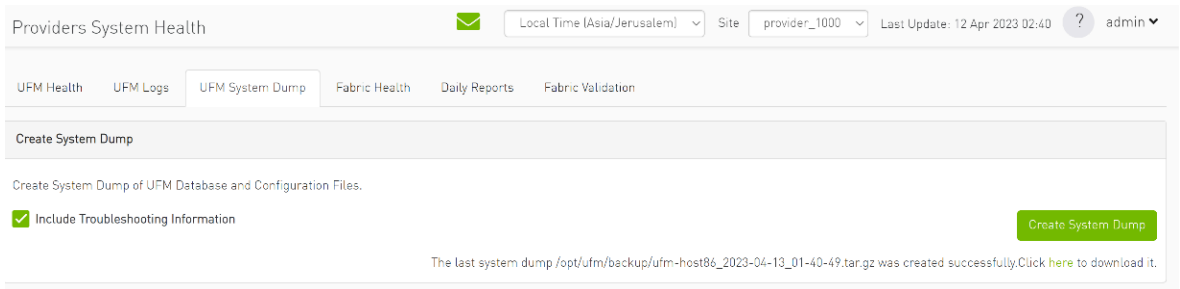 Providers System Health
Local Time (Asia/Jerusalem)
Site
provider_1000
Last Update: 12 Apr 2023 02:40
?
admin
UFM Health
UFM Logs
UFM System Dump
Fabric Health
Daily Reports
Fabric Validation
Create System Dump
Create System Dump of UFM Database and Configuration Files.
Include Troubleshooting Information
Create System Dump
The last system dump /opt/ufm/backup/ufm-host86_2023-04-13_01-40-49.tar.gz was created successfully.Click here to download it.